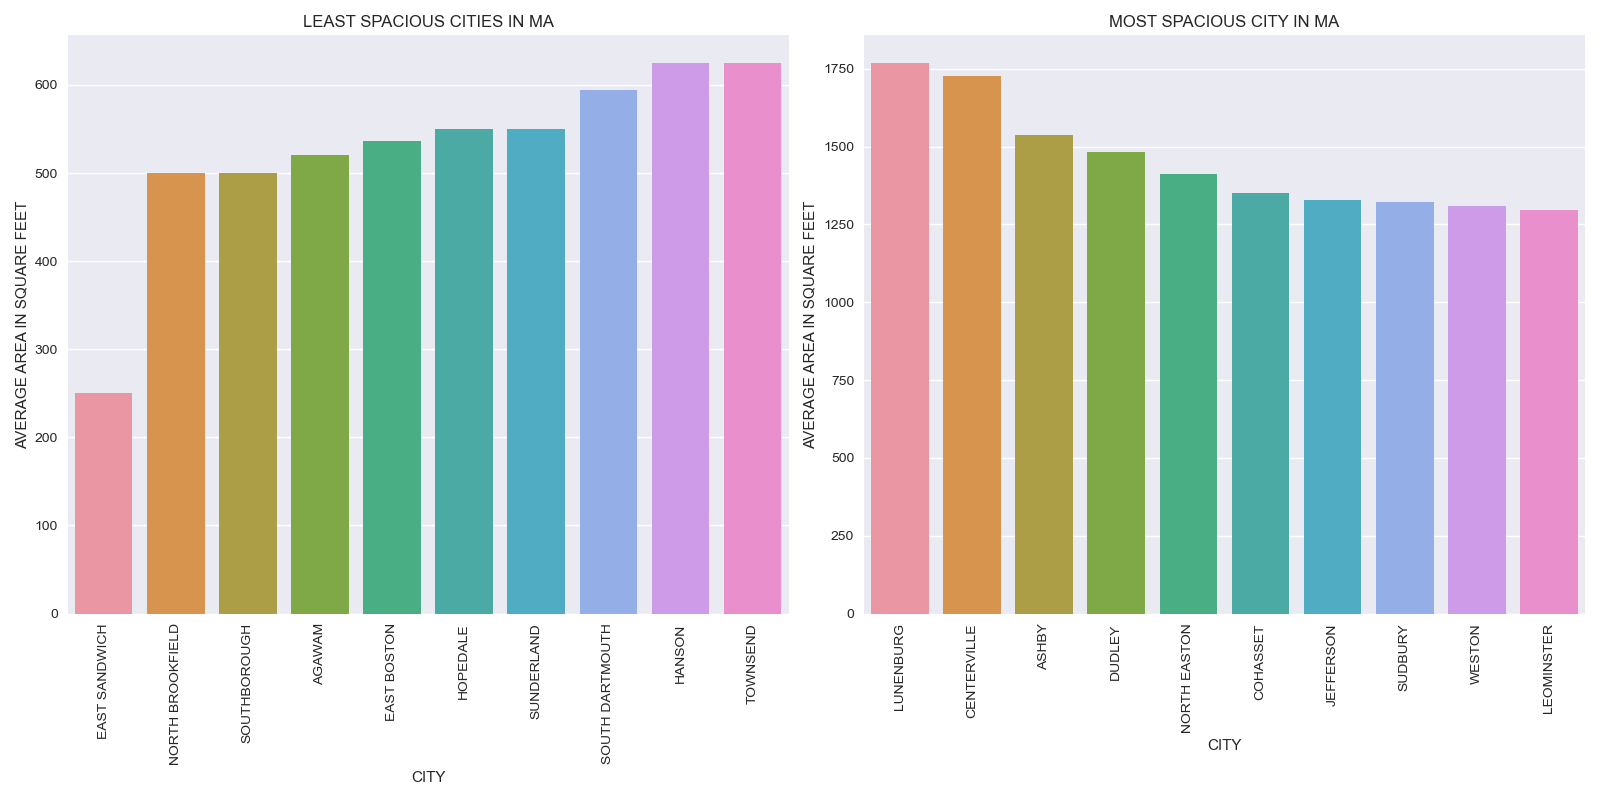 LEAST SPACIOUS CITIES IN MA
AVERAGE AREA IN SQUARE FEET
600
500
400
300
200
100
0
EAST SANDWICH
NORTH BROOKFIELD
SOUTHBOROUGH
AGAWAM
EAST BOSTON
HOPEDALE
SUNDERLAND
SOUTH DARTMOUTH
HANSON
TOWNSEND
CITY
MOST SPACIOUS CITY IN MA
AVERAGE AREA IN SQUARE FEET
1750
1500
1250
1000
750
500
250
0
LUNENBURG
CENTERVILLE
ASHBY
DUDLEY
NORTH EASTON
COHASSET
JEFFERSON
SUDBURY
WESTON
LEOMINSTER
CITY